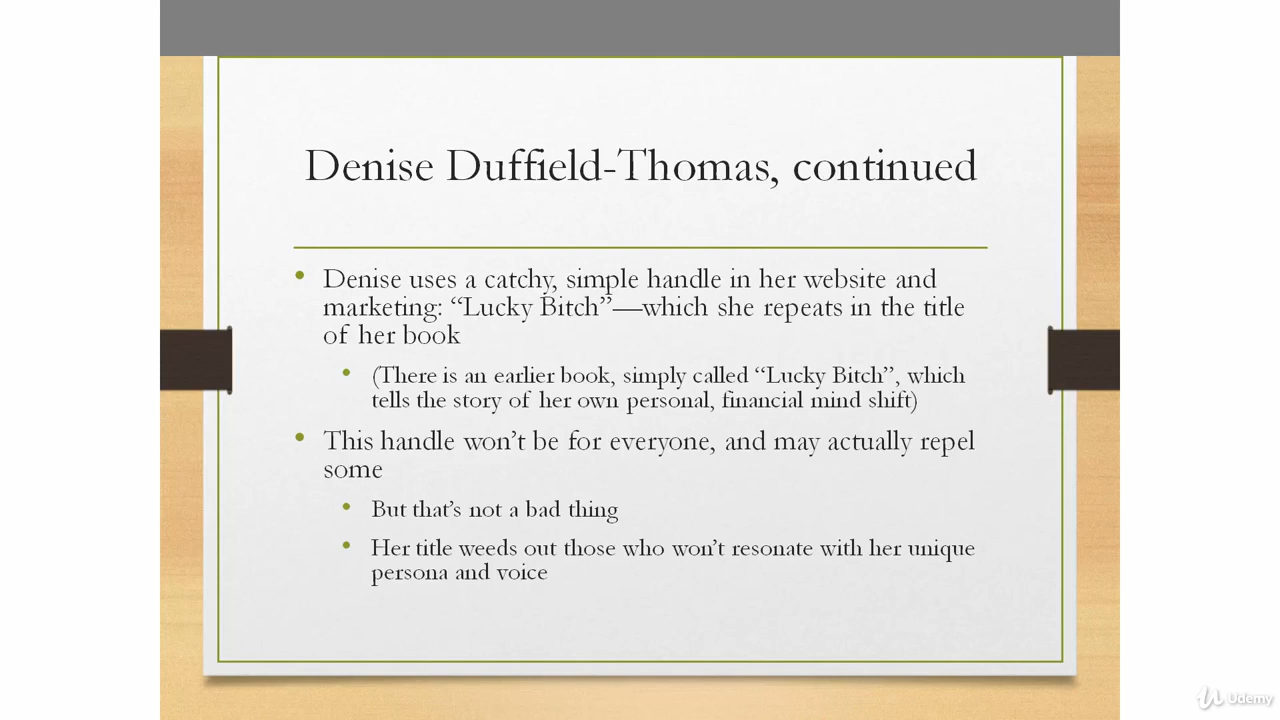 Denise Duffield-Thomas, continued
• Denise uses a catchy, simple handle in her website and
marketing: “Lucky Bitch”—which she repeats in the title
of her book
• (There is an earlier book, simply called “Lucky Bitch”, which
tells the story of her own personal, financial mind shift)
• This handle won’t be for everyone, and may actually repel
some
• But that’s not a bad thing
• Her title weeds out those who won’t resonate with her unique
persona and voice
Udemy